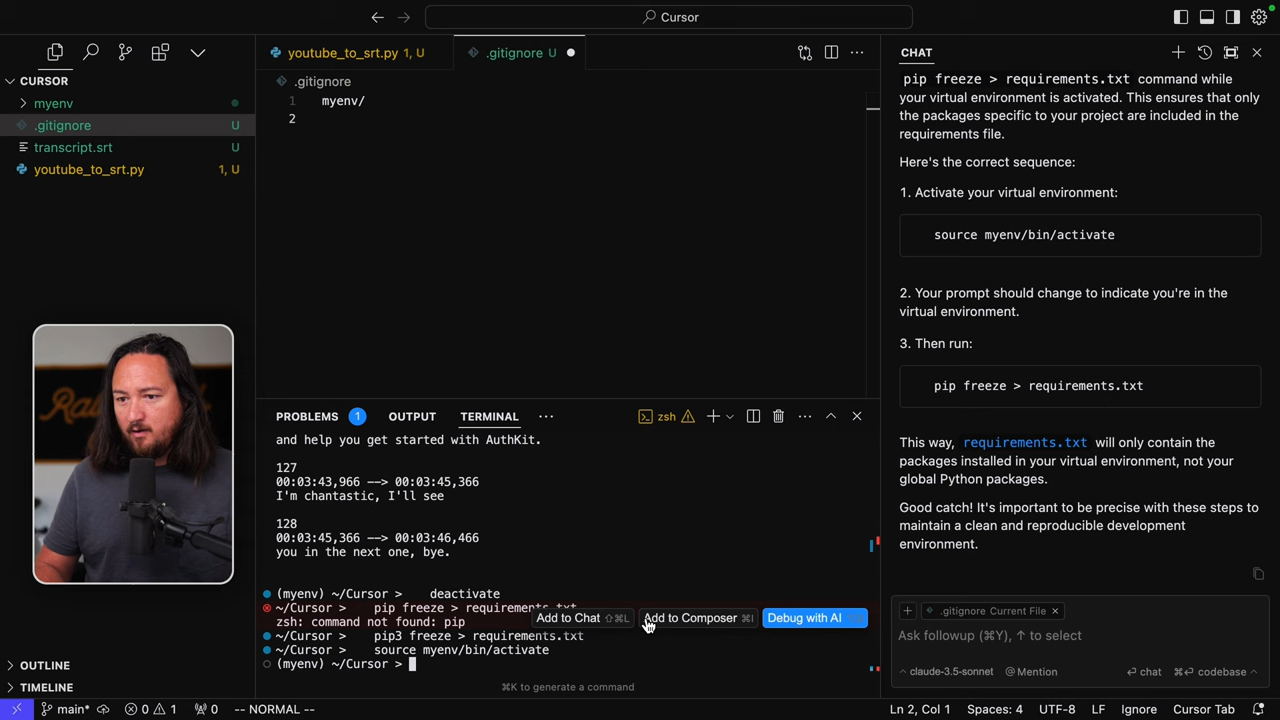 Cursor
CURSOR
myenv
.gitignore U
transcript.srt U
youtube_to_srt.py 1, U
OUTLINE
TIMELINE
youtube_to_srt.py 1, U
.gitignore U
.gitignore
1 myenv/
2
PROBLEMS 1 OUTPUT TERMINAL
zsh
and help you get started with AuthKit.
127
00:03:43,966 --> 00:03:45,366
I'm chantastic, I'll see
128
00:03:45,366 --> 00:03:46,466
you in the next one, bye.
(myenv) ~/Cursor > deactivate
~/Cursor > pip freeze > requirements.txt
zsh: command not found: pip
Add to Chat ⇧⌘L Add to Composer ⌘I Debug with AI
~/Cursor > pip3 freeze > requirements.txt
~/Cursor > source myenv/bin/activate
(myenv) ~/Cursor >
⌘K to generate a command
CHAT
pip freeze > requirements.txt command while
your virtual environment is activated. This ensures that only
the packages specific to your project are included in the
requirements file.
Here's the correct sequence:
1. Activate your virtual environment:
source myenv/bin/activate
2. Your prompt should change to indicate you're in the
virtual environment.
3. Then run:
pip freeze > requirements.txt
This way, requirements.txt will only contain the
packages installed in your virtual environment, not your
global Python packages.
Good catch! It's important to be precise with these steps to
maintain a clean and reproducible development
environment.
+ .gitignore Current File ×
Ask followup (⌘Y), ↑ to select
^ claude-3.5-sonnet @ Mention ↵ chat ⌘↵ codebase ^
main* 0 1 0 -- NORMAL -- Ln 2, Col 1 Spaces: 4 UTF-8 LF Ignore Cursor Tab